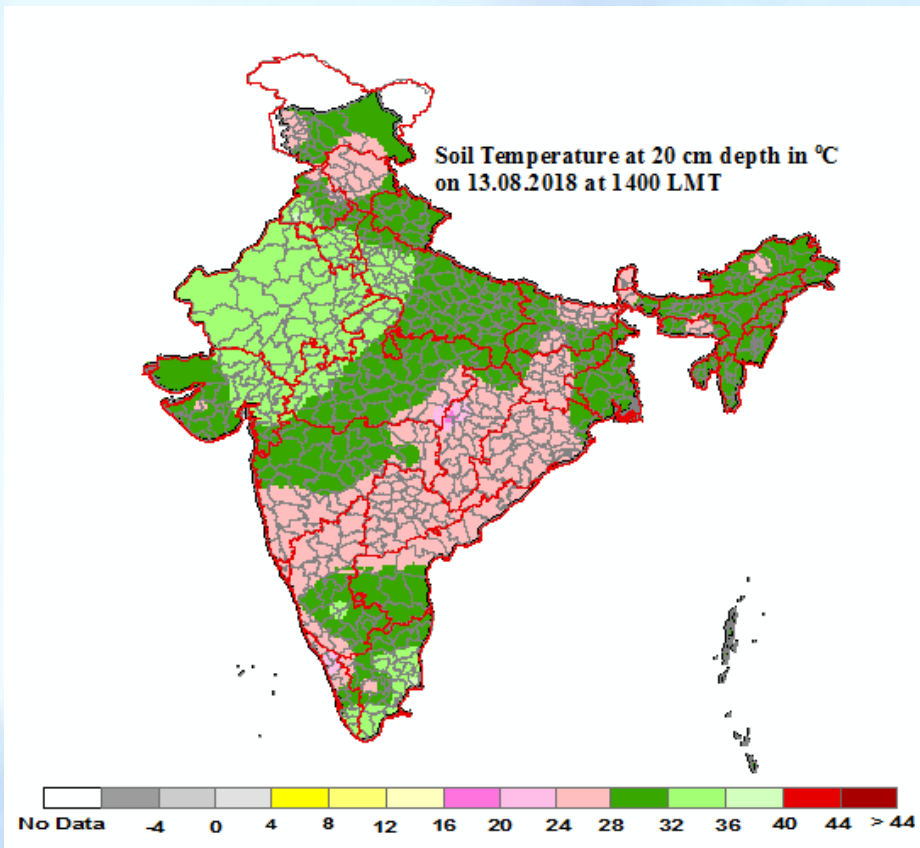 Soil Temperature at 20 cm depth in ⁰C
on 13.08.2018 at 1400 LMT
No Data -4 0 4 8 12 16 20 24 28 32 36 40 44 > 44